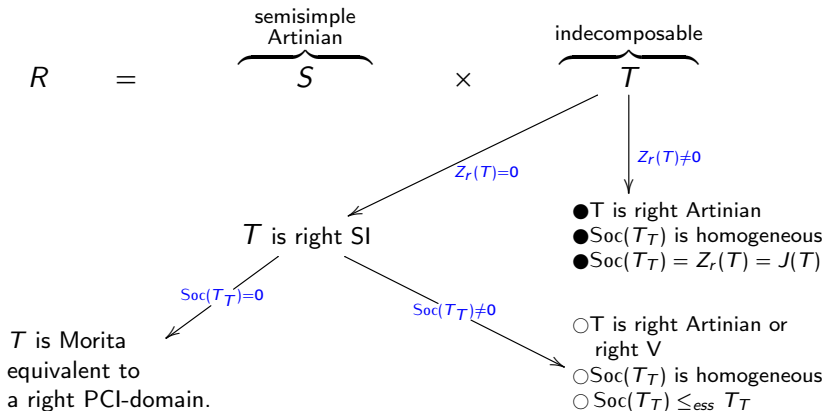 semisimple
Artinian
indecomposable
R = S × T
Z_r(T)=0
Z_r(T)≠0
T is right SI
●T is right Artinian
●Soc(T_T) is homogeneous
●Soc(T_T) = Z_r(T) = J(T)
Soc(T_T)=0
Soc(T_T)≠0
T is Morita
equivalent to
a right PCI-domain.
○T is right Artinian or
right V
○Soc(T_T) is homogeneous
○ Soc(T_T) ≤_ess T_T